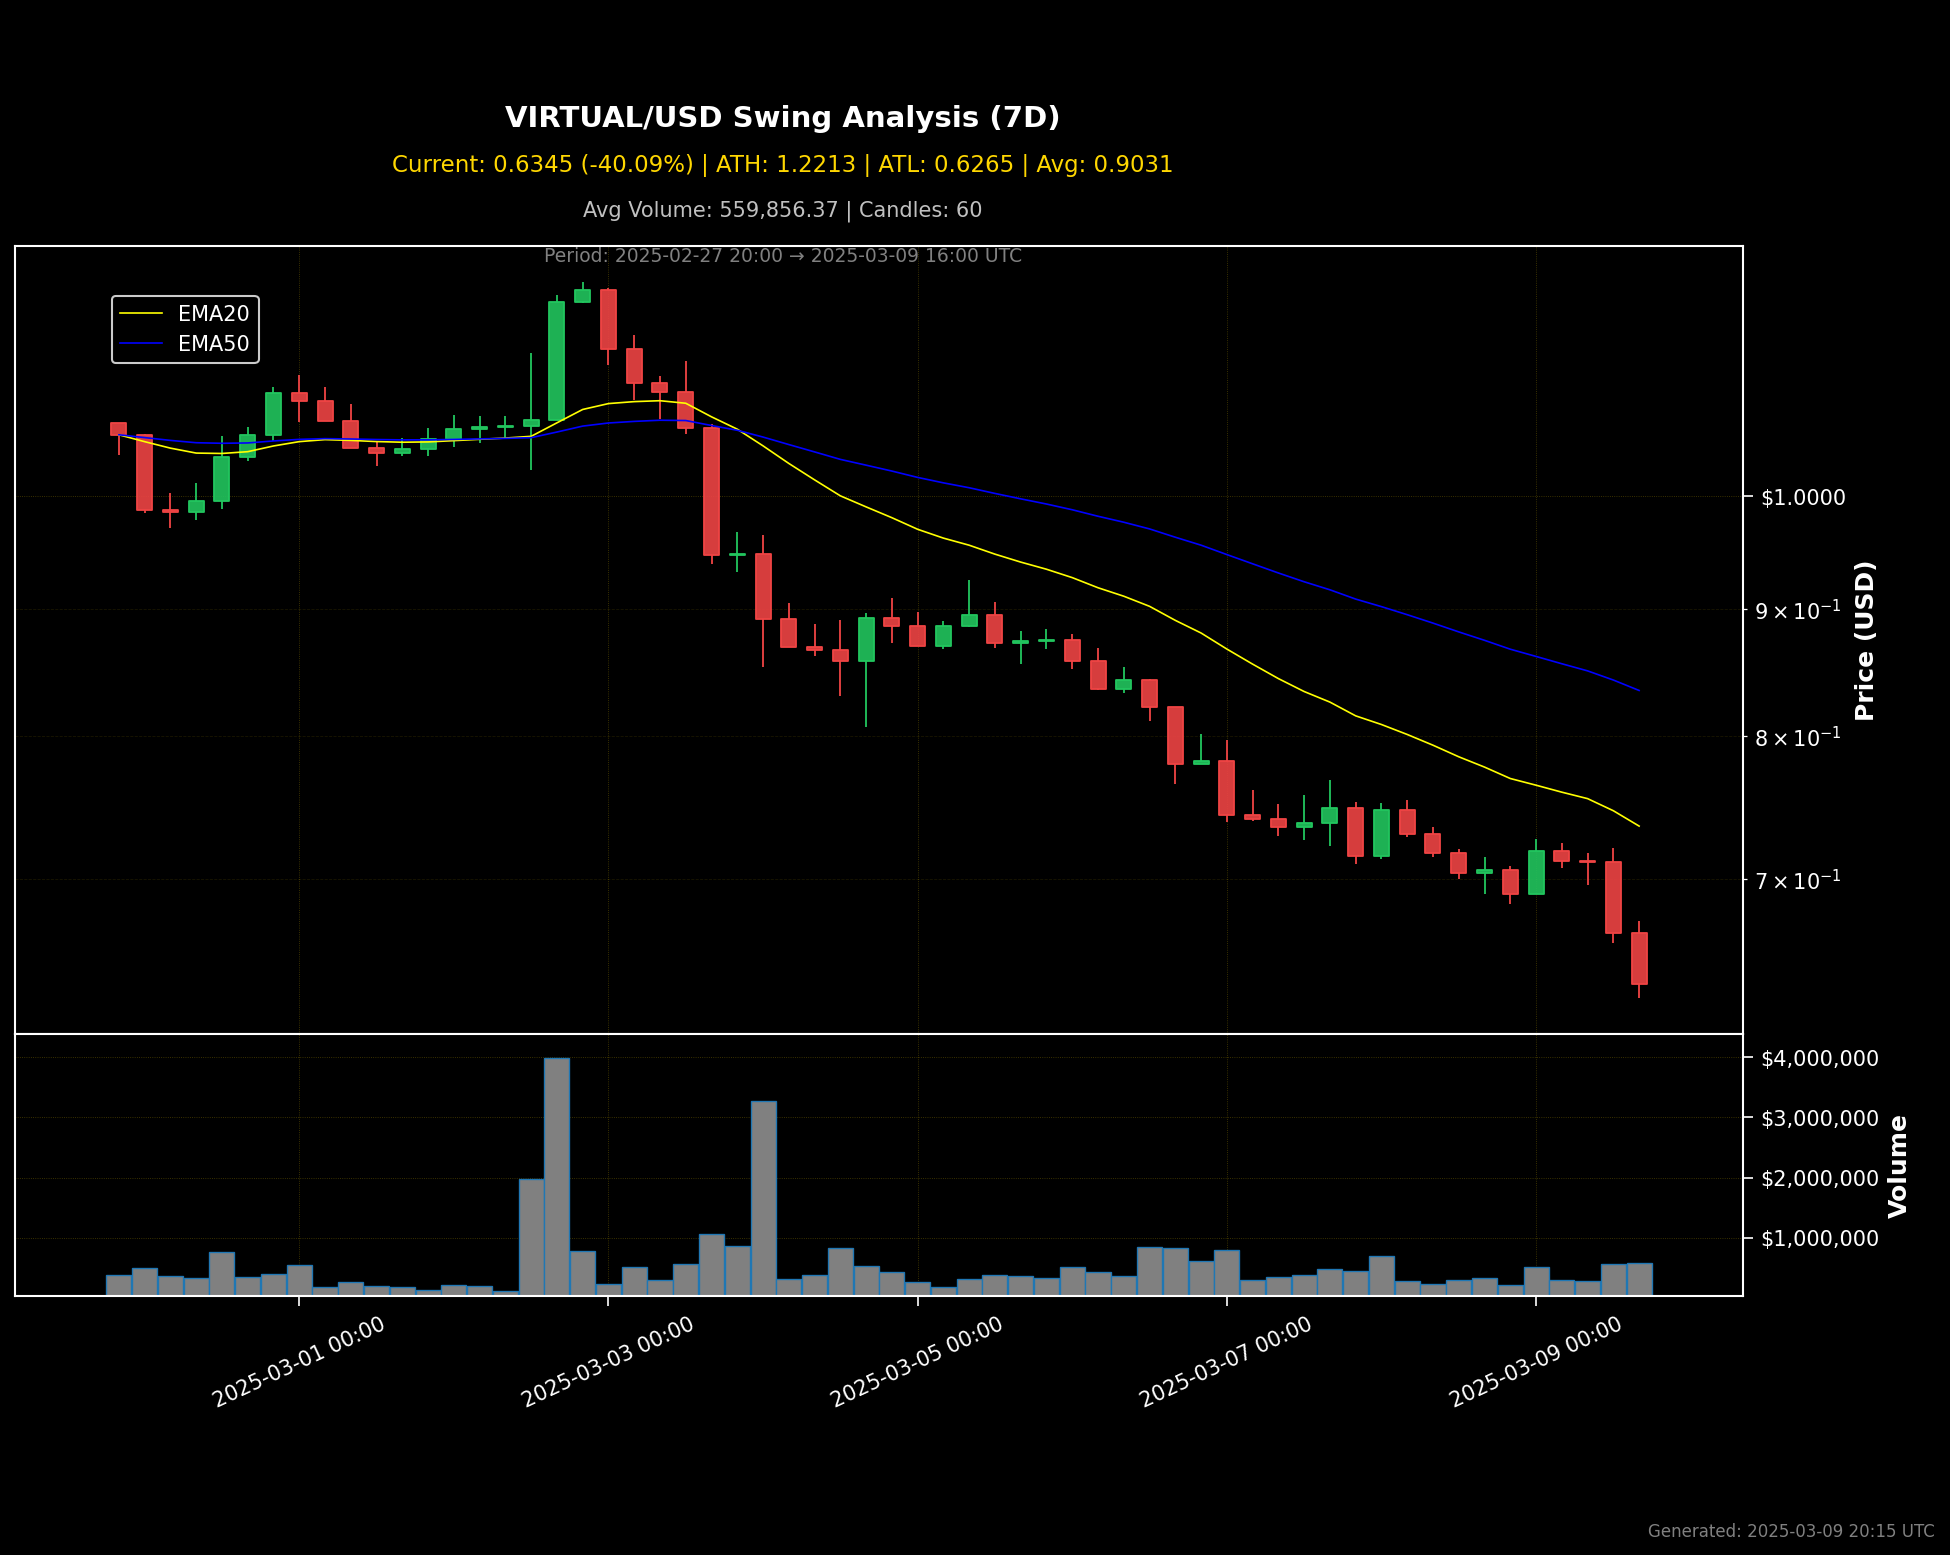 VIRTUAL/USD Swing Analysis (7D)
Current: 0.6345 (-40.09%) | ATH: 1.2213 | ATL: 0.6265 | Avg: 0.9031
Avg Volume: 559,856.37 | Candles: 60
Period: 2025-02-27 20:00 → 2025-03-09 16:00 UTC
EMA20
EMA50
$1.0000
9 × 10⁻¹
8 × 10⁻¹
7 × 10⁻¹
Price (USD)
$4,000,000
$3,000,000
$2,000,000
$1,000,000
Volume
2025-03-01 00:00
2025-03-03 00:00
2025-03-05 00:00
2025-03-07 00:00
2025-03-09 00:00
Generated: 2025-03-09 20:15 UTC